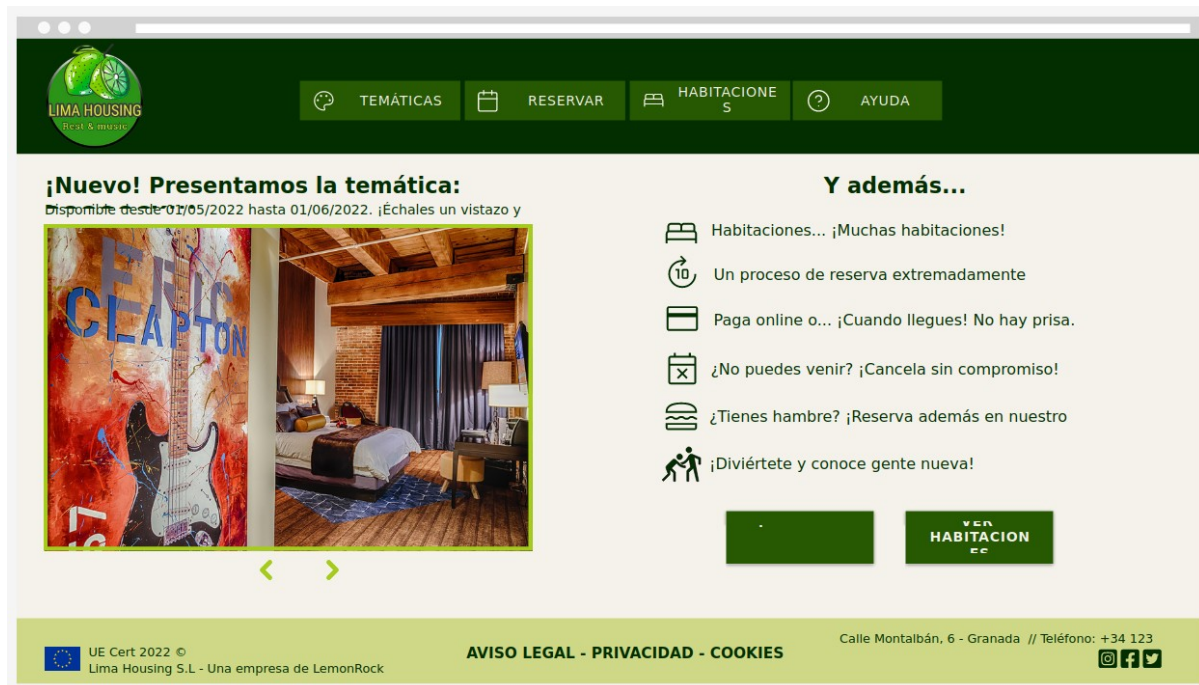 LIMA HOUSING
Rest & music
TEMÁTICAS
RESERVAR
HABITACIONE
S
AYUDA
¡Nuevo! Presentamos la temática:
Disponible desde 01/05/2022 hasta 01/06/2022. ¡Échales un vistazo y
ERIC
CLAPTON
Y además...
Habitaciones... ¡Muchas habitaciones!
10
Un proceso de reserva extremadamente
Paga online o... ¡Cuando llegues! No hay prisa.
¿No puedes venir? ¡Cancela sin compromiso!
¿Tienes hambre? ¡Reserva además en nuestro
¡Diviértete y conoce gente nueva!
VER
HABITACION
ES
UE Cert 2022 ©
Lima Housing S.L - Una empresa de LemonRock
AVISO LEGAL - PRIVACIDAD - COOKIES
Calle Montalbán, 6 - Granada // Teléfono: +34 123